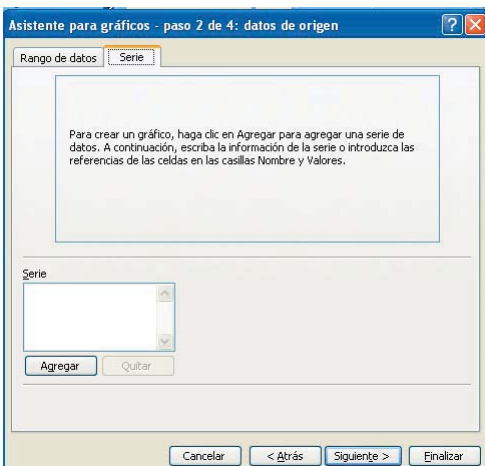 Asistente para gráficos - paso 2 de 4: datos de origen
Rango de datos Serie
Para crear un gráfico, haga clic en Agregar para agregar una serie de
datos. A continuación, escriba la información de la serie o introduzca las
referencias de las celdas en las casillas Nombre y Valores.
Serie
Agregar Quitar
Cancelar < Atrás Siguiente > Finalizar